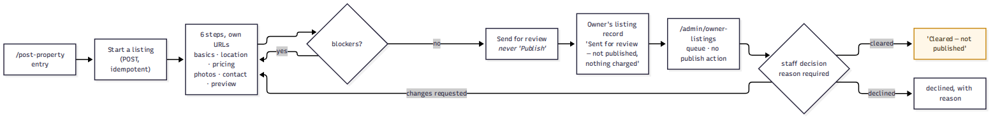 /post-property
entry
Start a listing
(POST,
idempotent)
6 steps, own
URLs
basics · location
· pricing
photos · contact
· preview
blockers?
yes
no
Send for review
never 'Publish'
Owner's listing
record
'Sent for review
— not published,
nothing charged'
/admin/owner-
listings
queue · no
publish action
staff decision
reason required
changes requested
cleared
'Cleared — not
published'
declined
declined, with
reason